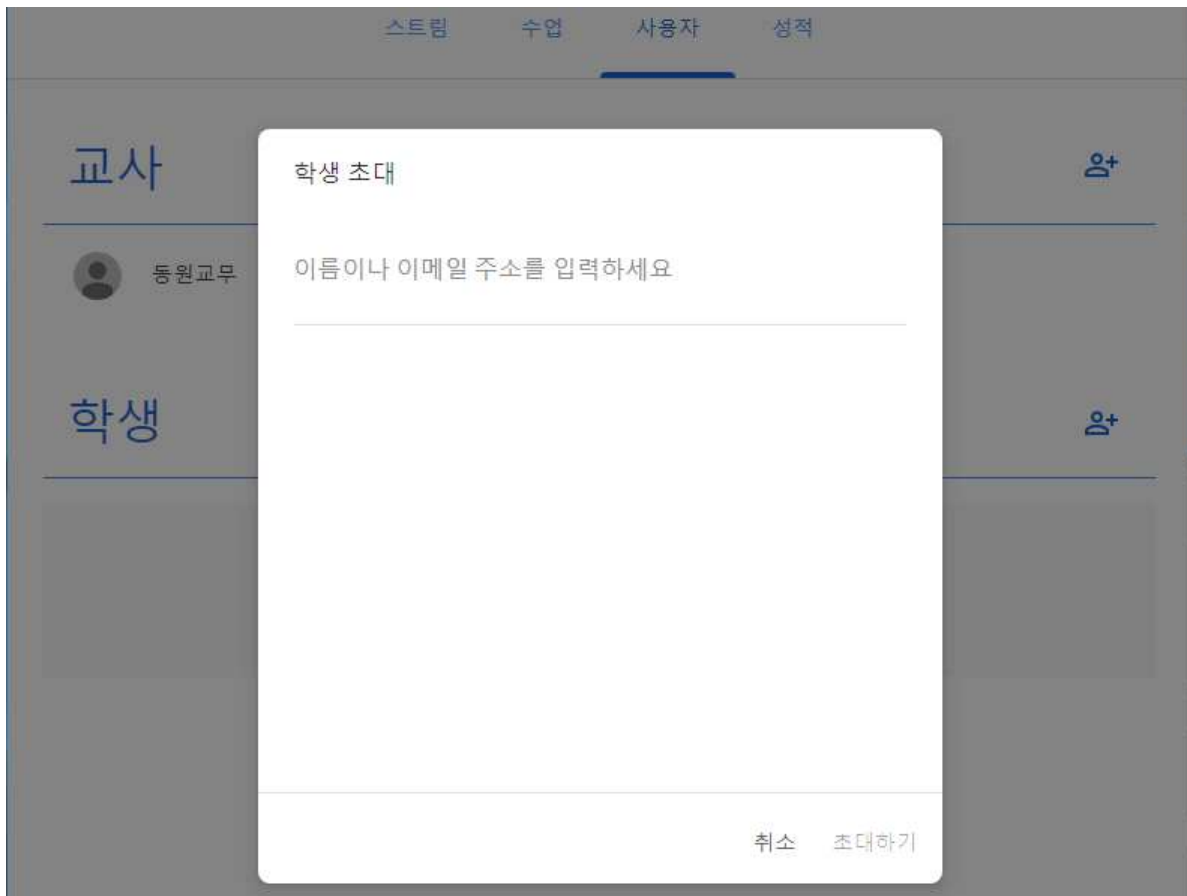 스트림 수업 사용자 성적
교사
학생 초대
동원교무
이름이나 이메일 주소를 입력하세요
학생
취소 초대하기